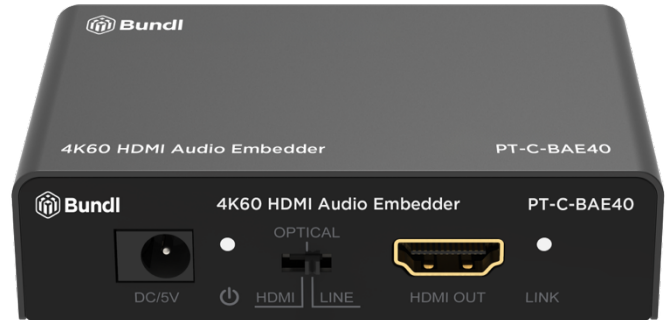 Bundl
4K60 HDMI Audio Embedder PT-C-BAE40
Bundl 4K60 HDMI Audio Embedder PT-C-BAE40
OPTICAL
DC/5V HDMI LINE HDMI OUT LINK